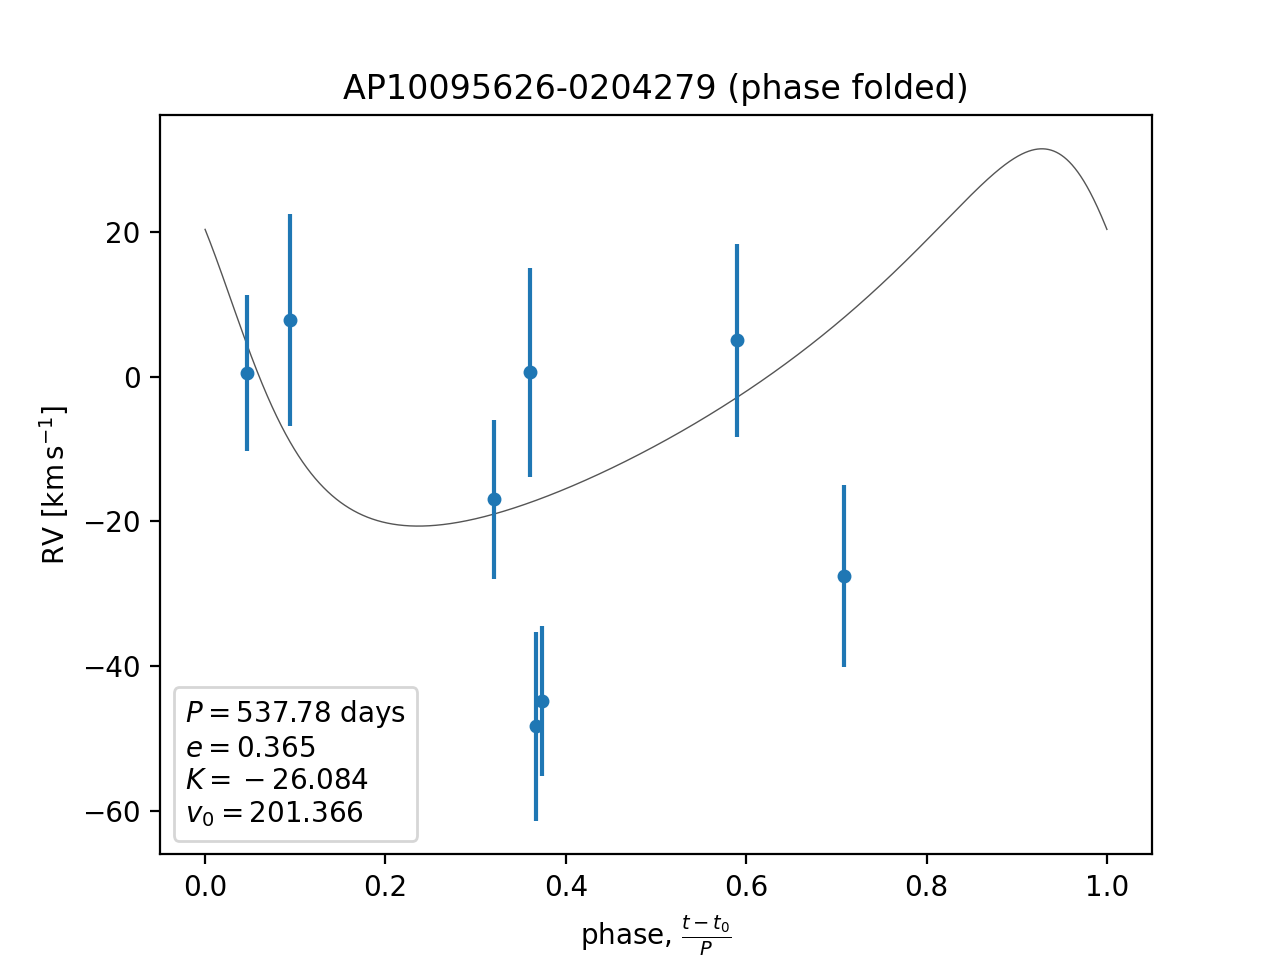 AP10095626-0204279 (phase folded)
RV [km s⁻¹]
20
0
−20
−40
−60
P = 537.78 days
e = 0.365
K = − 26.084
v₀ = 201.366
0.0 0.2 0.4 0.6 0.8 1.0
phase, (t − t₀)/P